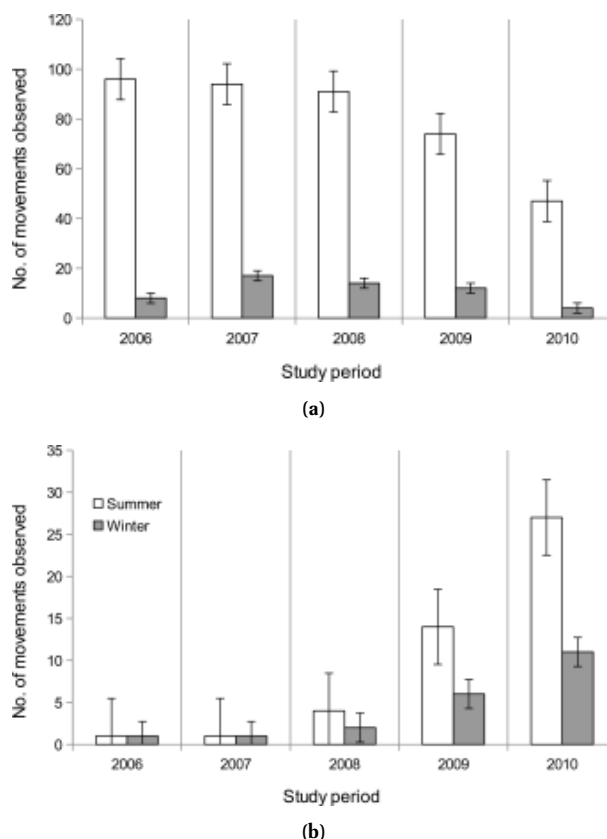 120
100
80
60
40
20
0
No. of movements observed
2006 2007 2008 2009 2010
Study period
(a)
35
30
25
20
15
10
5
0
No. of movements observed
Summer
Winter
2006 2007 2008 2009 2010
Study period
(b)